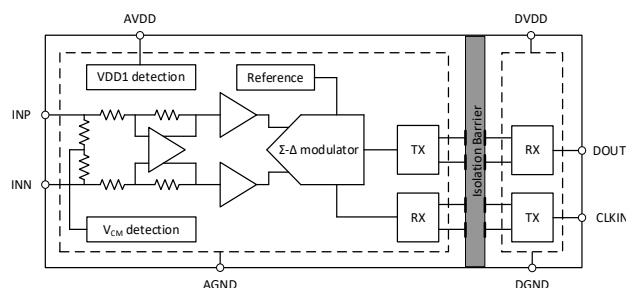 AVDD
DVDD
VDD1 detection
Reference
INP
Σ-Δ modulator
TX
Isolation Barrier
RX
DOUT
INN
RX
TX
CLKIN
VCM detection
AGND
DGND